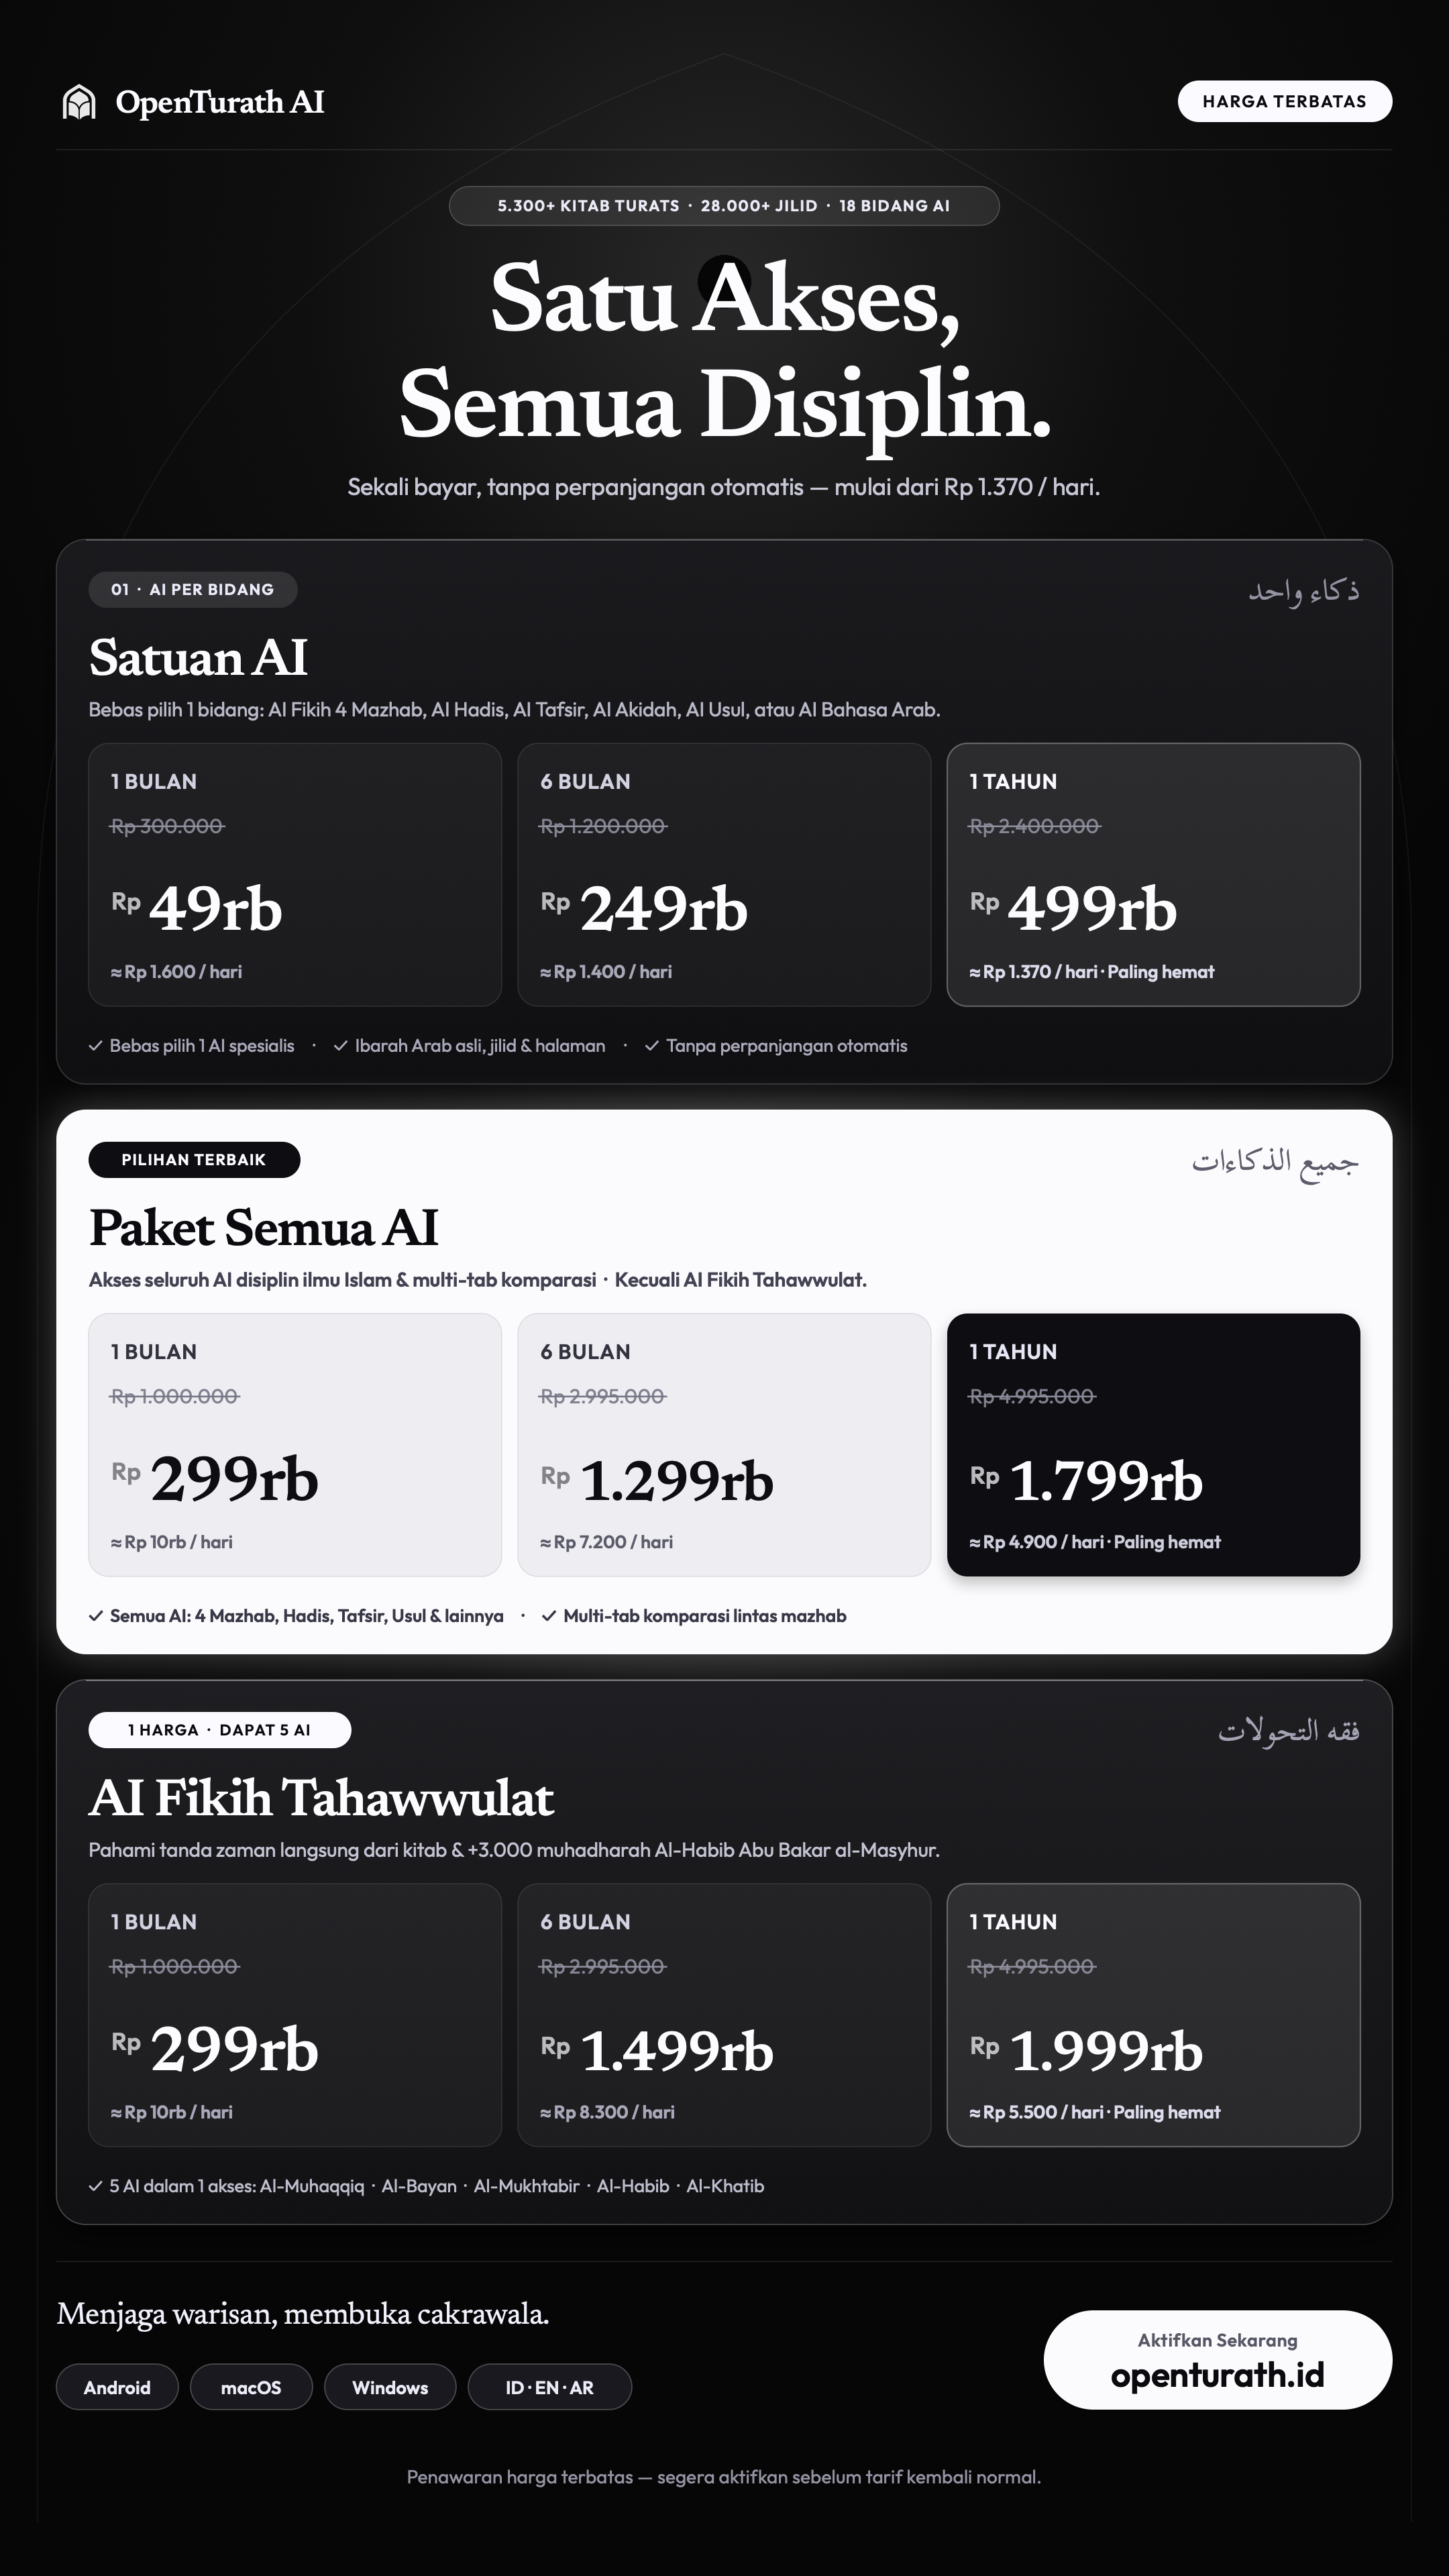 OpenTurath AI
HARGA TERBATAS
5.300+ KITAB TURATS · 28.000+ JILID · 18 BIDANG AI
Satu Akses,
Semua Disiplin.
Sekali bayar, tanpa perpanjangan otomatis — mulai dari Rp 1.370 / hari.
01 · AI PER BIDANG
ذكاء واحد
Satuan AI
Bebas pilih 1 bidang: AI Fikih 4 Mazhab, AI Hadis, AI Tafsir, AI Akidah, AI Usul, atau AI Bahasa Arab.
1 BULAN
Rp 300.000
Rp 49rb
≈ Rp 1.600 / hari
6 BULAN
Rp 1.200.000
Rp 249rb
≈ Rp 1.400 / hari
1 TAHUN
Rp 2.400.000
Rp 499rb
≈ Rp 1.370 / hari · Paling hemat
✓ Bebas pilih 1 AI spesialis · ✓ Ibarah Arab asli, jilid & halaman · ✓ Tanpa perpanjangan otomatis
PILIHAN TERBAIK
جميع الذكاءات
Paket Semua AI
Akses seluruh AI disiplin ilmu Islam & multi-tab komparasi · Kecuali AI Fikih Tahawwulat.
1 BULAN
Rp 1.000.000
Rp 299rb
≈ Rp 10rb / hari
6 BULAN
Rp 2.995.000
Rp 1.299rb
≈ Rp 7.200 / hari
1 TAHUN
Rp 4.995.000
Rp 1.799rb
≈ Rp 4.900 / hari · Paling hemat
✓ Semua AI: 4 Mazhab, Hadis, Tafsir, Usul & lainnya · ✓ Multi-tab komparasi lintas mazhab
1 HARGA · DAPAT 5 AI
فقه التحولات
AI Fikih Tahawwulat
Pahami tanda zaman langsung dari kitab & +3.000 muhadharah Al-Habib Abu Bakar al-Masyhur.
1 BULAN
Rp 1.000.000
Rp 299rb
≈ Rp 10rb / hari
6 BULAN
Rp 2.995.000
Rp 1.499rb
≈ Rp 8.300 / hari
1 TAHUN
Rp 4.995.000
Rp 1.999rb
≈ Rp 5.500 / hari · Paling hemat
✓ 5 AI dalam 1 akses: Al-Muhaqqiq · Al-Bayan · Al-Mukhtabir · Al-Habib · Al-Khatib
Menjaga warisan, membuka cakrawala.
Android
macOS
Windows
ID · EN · AR
Aktifkan Sekarang
openturath.id
Penawaran harga terbatas — segera aktifkan sebelum tarif kembali normal.